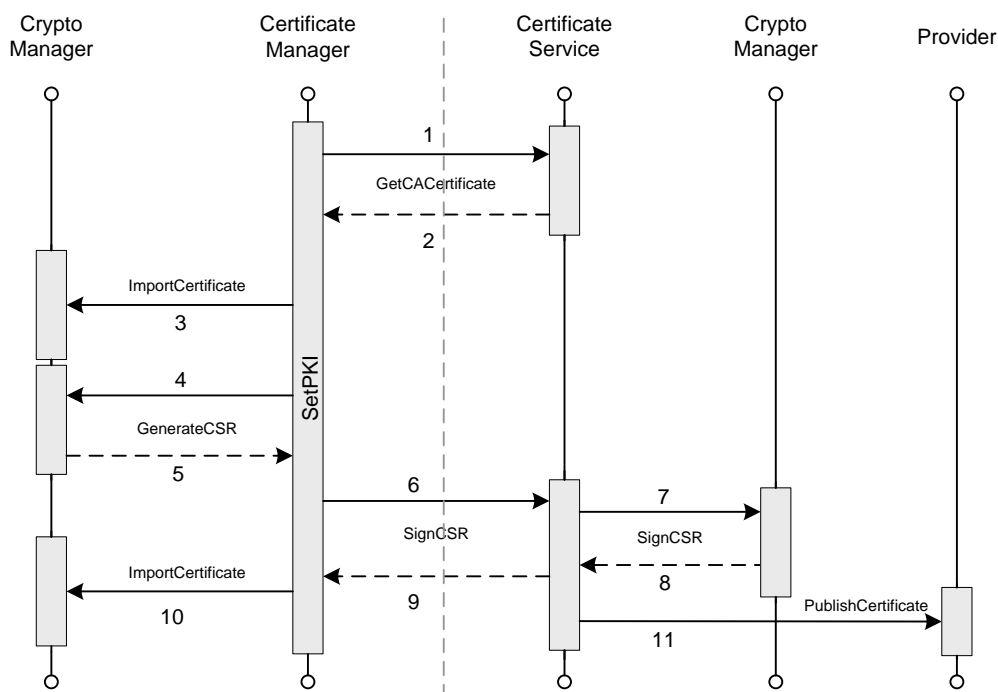 Crypto
Manager
Certificate
Manager
Certificate
Service
Crypto
Manager
Provider
1
GetCACertificate
2
ImportCertificate
3
SetPKI
4
GenerateCSR
5
6
7
SignCSR
SignCSR
8
ImportCertificate
9
PublishCertificate
10
11